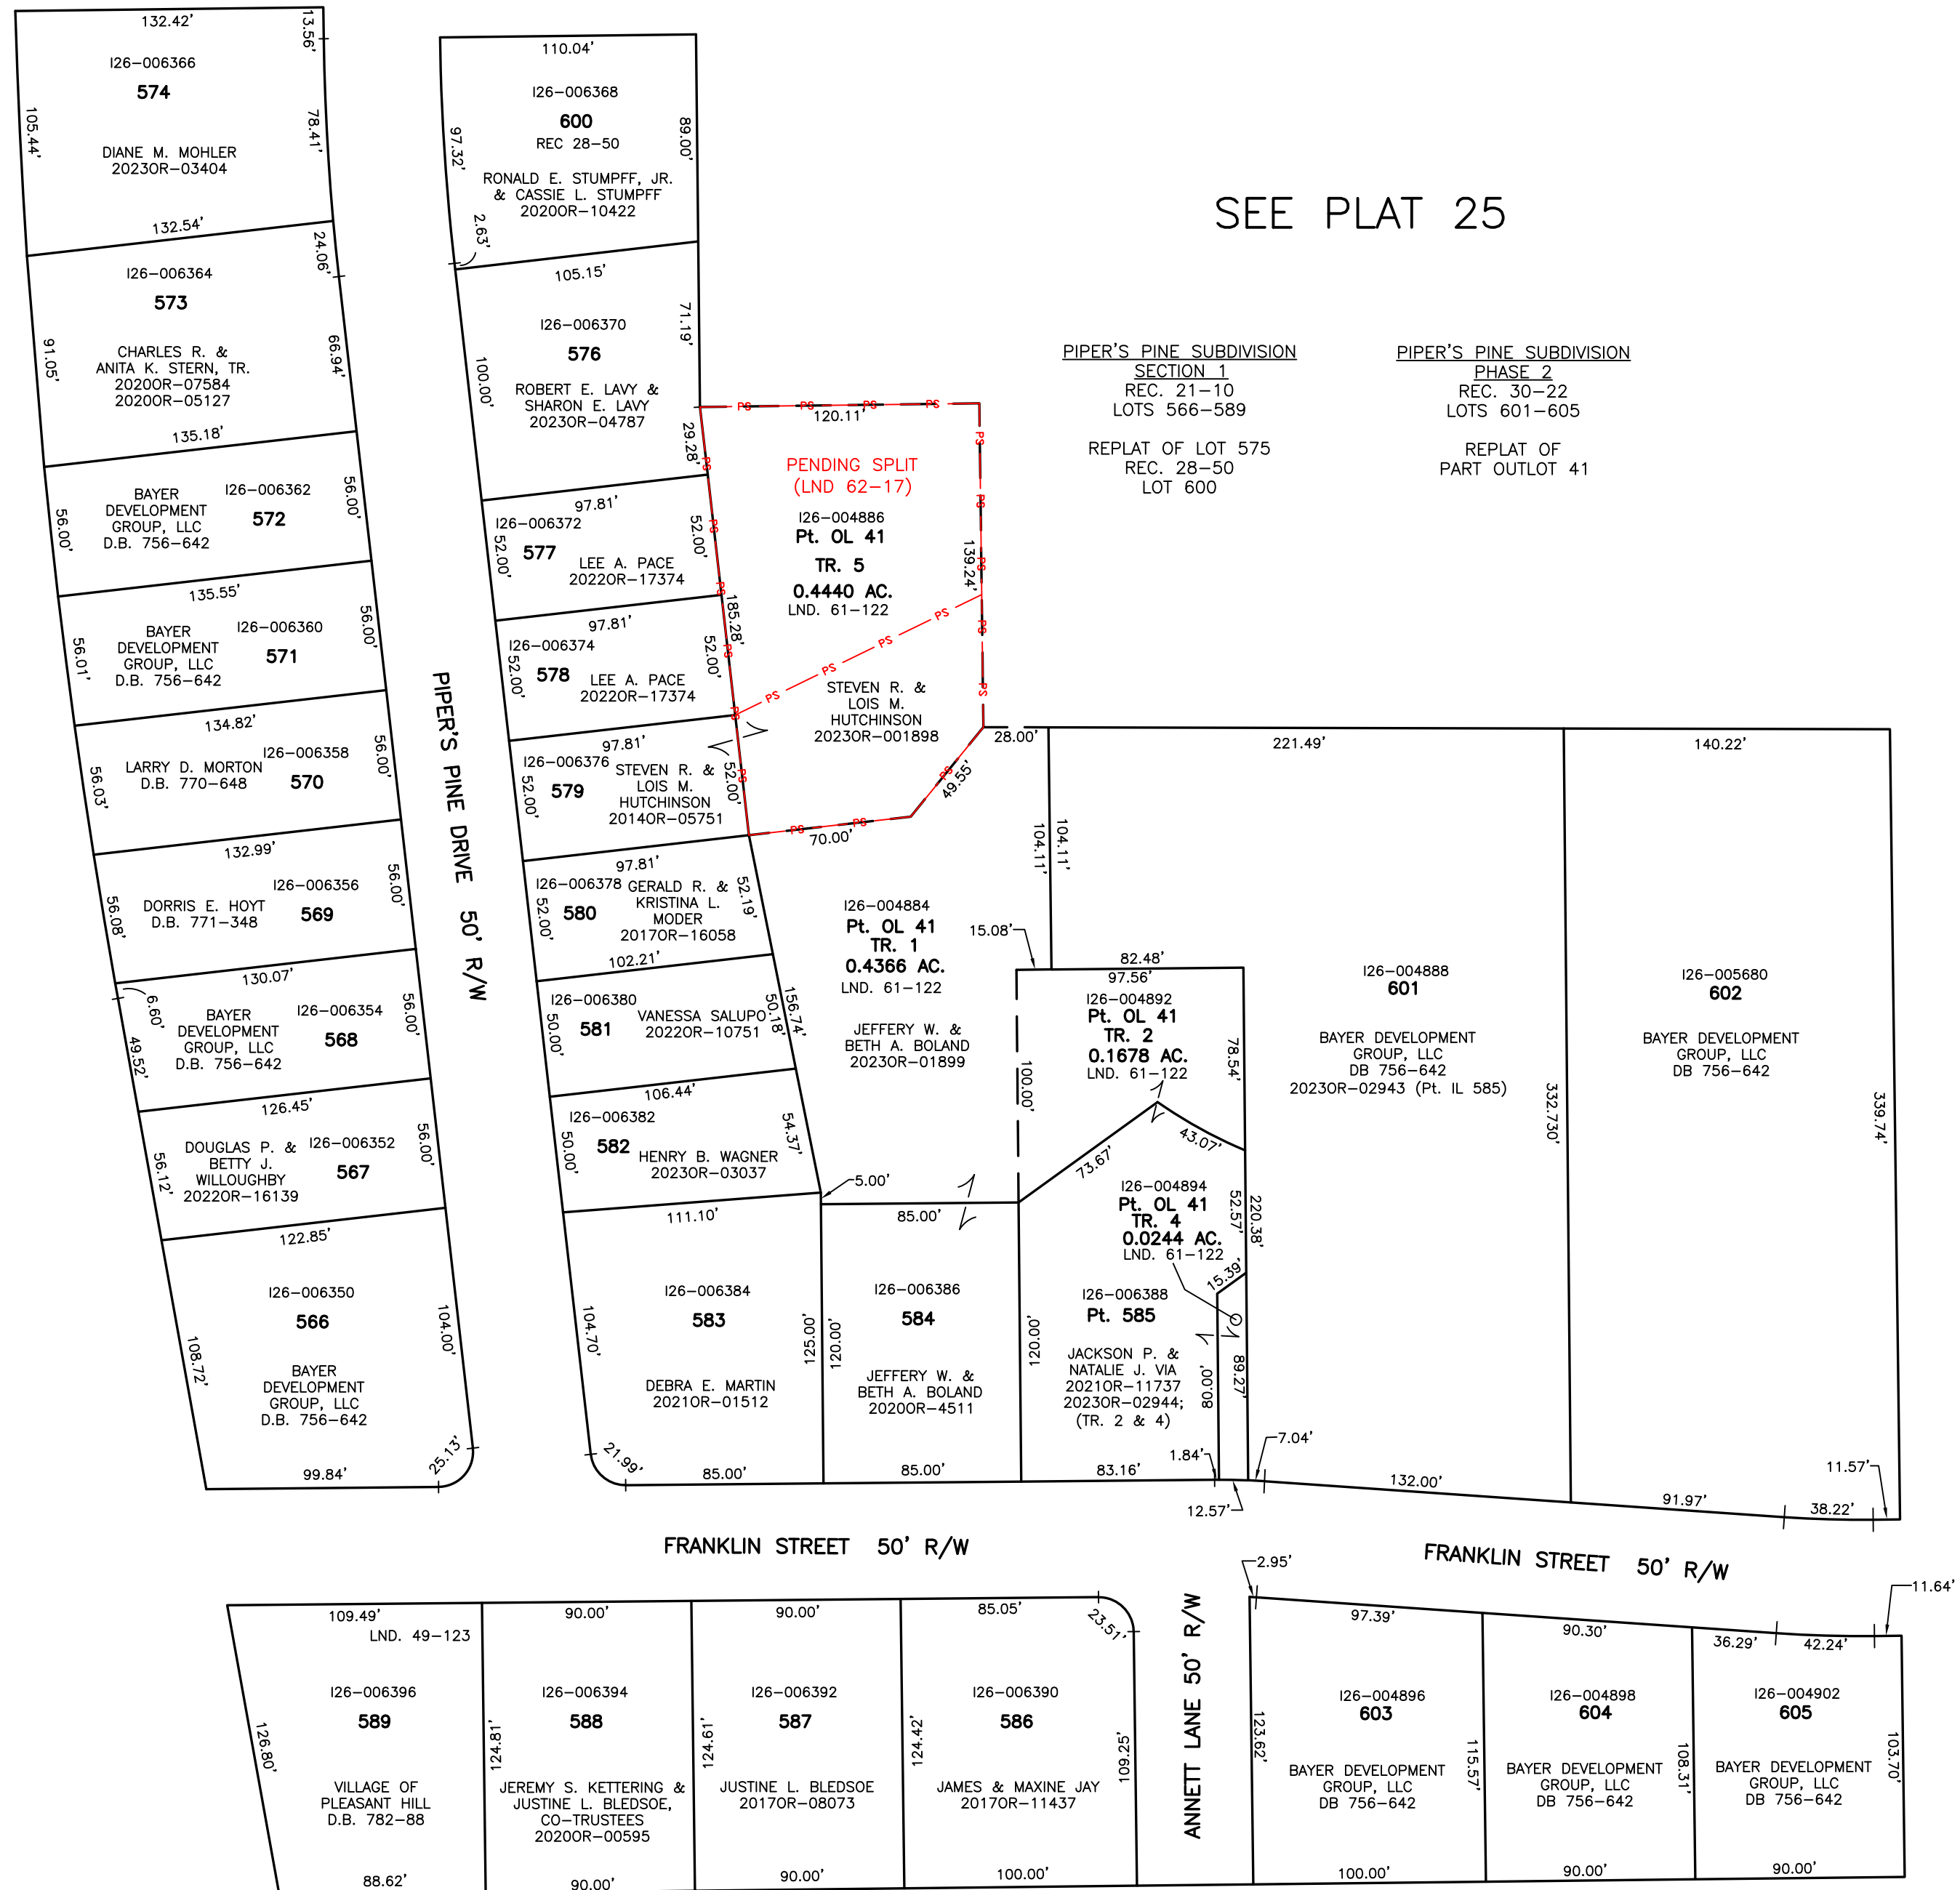 132.42'
13.56'
I26-006366
574
105.44'
78.41'
DIANE M. MOHLER
2023OR-03404
132.54'
24.06'
I26-006364
573
91.05'
66.94'
CHARLES R. &
ANITA K. STERN, TR.
2020OR-07584
2020OR-05127
135.18'
BAYER
DEVELOPMENT
GROUP, LLC
D.B. 756-642
I26-006362
572
56.00'
56.00'
135.55'
BAYER
DEVELOPMENT
GROUP, LLC
D.B. 756-642
I26-006360
571
56.01'
56.00'
134.82'
LARRY D. MORTON
D.B. 770-648
I26-006358
570
56.03'
56.00'
132.99'
DORRIS E. HOYT
D.B. 771-348
I26-006356
569
56.08'
56.00'
130.07'
6.60'
49.52'
BAYER
DEVELOPMENT
GROUP, LLC
D.B. 756-642
I26-006354
568
56.00'
126.45'
DOUGLAS P. &
BETTY J.
WILLOUGHBY
2022OR-16139
I26-006352
567
56.12'
56.00'
122.85'
I26-006350
566
108.72'
104.00'
BAYER
DEVELOPMENT
GROUP, LLC
D.B. 756-642
99.84'
25.13'
PIPER'S PINE DRIVE 50' R/W
110.04'
I26-006368
600
REC 28-50
97.32'
89.00'
RONALD E. STUMPFF, JR.
& CASSIE L. STUMPFF
2020OR-10422
2.63'
105.15'
I26-006370
576
71.19'
100.00'
ROBERT E. LAVY &
SHARON E. LAVY
2023OR-04787
29.28'
97.81'
I26-006372
577
LEE A. PACE
2022OR-17374
52.00'
52.00'
97.81'
I26-006374
578
LEE A. PACE
2022OR-17374
52.00'
52.00'
185.28'
97.81'
I26-006376
579
STEVEN R. &
LOIS M.
HUTCHINSON
2014OR-05751
52.00'
52.00'
97.81'
I26-006378
580
GERALD R. &
KRISTINA L.
MODER
2017OR-16058
52.00'
52.19'
102.21'
I26-006380
581
VANESSA SALUPO
2022OR-10751
50.00'
50.18'
156.74'
106.44'
I26-006382
582
HENRY B. WAGNER
2023OR-03037
50.00'
54.37'
111.10'
I26-006384
583
104.70'
125.00'
DEBRA E. MARTIN
2021OR-01512
21.99'
85.00'
SEE PLAT 25
PIPER'S PINE SUBDIVISION
SECTION 1
REC. 21-10
LOTS 566-589
REPLAT OF LOT 575
REC. 28-50
LOT 600
PIPER'S PINE SUBDIVISION
PHASE 2
REC. 30-22
LOTS 601-605
REPLAT OF
PART OUTLOT 41
PS PS PS PS
120.11'
PENDING SPLIT
(LND 62-17)
I26-004886
Pt. OL 41
TR. 5
0.4440 AC.
LND. 61-122
139.24'
PS PS PS PS PS
PS PS PS PS PS PS
PS PS PS PS
STEVEN R. &
LOIS M.
HUTCHINSON
2023OR-001898
PS
49.55'
PS PS
70.00'
28.00'
104.11'
104.11'
221.49'
140.22'
I26-004884
Pt. OL 41
TR. 1
0.4366 AC.
LND. 61-122
JEFFERY W. &
BETH A. BOLAND
2023OR-01899
15.08'
82.48'
97.56'
I26-004892
Pt. OL 41
TR. 2
0.1678 AC.
LND. 61-122
100.00'
78.54'
73.67'
43.07'
5.00'
85.00'
I26-006386
584
120.00'
120.00'
JEFFERY W. &
BETH A. BOLAND
2020OR-4511
85.00'
I26-004894
Pt. OL 41
TR. 4
0.0244 AC.
LND. 61-122
52.57'
220.38'
15.39'
I26-006388
Pt. 585
JACKSON P. &
NATALIE J. VIA
2021OR-11737
2023OR-02944;
(TR. 2 & 4)
80.00'
89.27'
83.16'
1.84'
12.57'
7.04'
I26-004888
601
BAYER DEVELOPMENT
GROUP, LLC
DB 756-642
2023OR-02943 (Pt. IL 585)
332.730'
132.00'
I26-005680
602
BAYER DEVELOPMENT
GROUP, LLC
DB 756-642
339.74'
91.97'
38.22'
11.57'
FRANKLIN STREET 50' R/W
FRANKLIN STREET 50' R/W
109.49'
LND. 49-123
I26-006396
589
126.80'
VILLAGE OF
PLEASANT HILL
D.B. 782-88
88.62'
90.00'
I26-006394
588
124.81'
JEREMY S. KETTERING &
JUSTINE L. BLEDSOE,
CO-TRUSTEES
2020OR-00595
90.00'
90.00'
I26-006392
587
124.61'
JUSTINE L. BLEDSOE
2017OR-08073
90.00'
85.05'
23.51'
I26-006390
586
124.42'
109.25'
JAMES & MAXINE JAY
2017OR-11437
100.00'
ANNETT LANE 50' R/W
2.95'
97.39'
I26-004896
603
123.62'
BAYER DEVELOPMENT
GROUP, LLC
DB 756-642
115.57'
100.00'
90.30'
I26-004898
604
BAYER DEVELOPMENT
GROUP, LLC
DB 756-642
108.31'
90.00'
36.29'
42.24'
11.64'
I26-004902
605
BAYER DEVELOPMENT
GROUP, LLC
DB 756-642
103.70'
90.00'